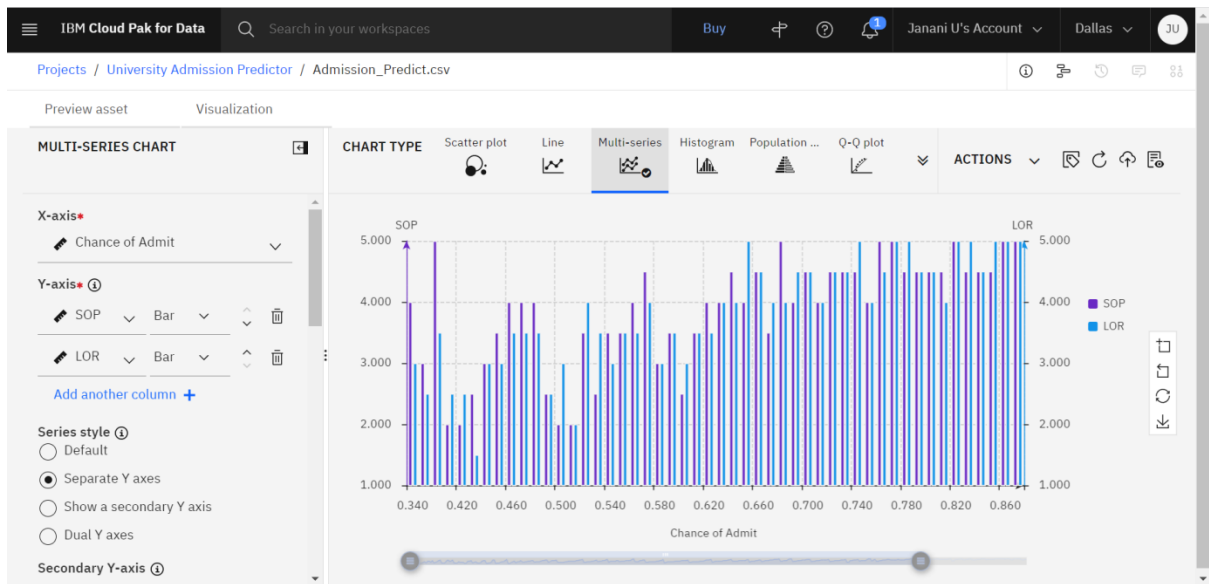 IBM Cloud Pak for Data
Search in your workspaces
Buy
1
Janani U's Account
Dallas
JU
Projects / University Admission Predictor / Admission_Predict.csv
Preview asset
Visualization
MULTI-SERIES CHART
CHART TYPE
Scatter plot
Line
Multi-series
Histogram
Population ...
Q-Q plot
ACTIONS
X-axis*
Chance of Admit
Y-axis*
SOP Bar
LOR Bar
Add another column +
Series style
Default
Separate Y axes
Show a secondary Y axis
Dual Y axes
Secondary Y-axis
SOP
LOR
5.000
4.000
3.000
2.000
1.000
5.000
4.000
3.000
2.000
1.000
0.340 0.420 0.460 0.500 0.540 0.580 0.620 0.660 0.700 0.740 0.780 0.820 0.860
Chance of Admit
SOP
LOR